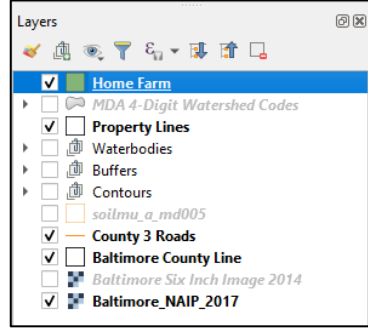 Layers
Home Farm
MDA 4-Digit Watershed Codes
Property Lines
Waterbodies
Buffers
Contours
soilmu_a_md005
County 3 Roads
Baltimore County Line
Baltimore Six Inch Image 2014
Baltimore_NAIP_2017